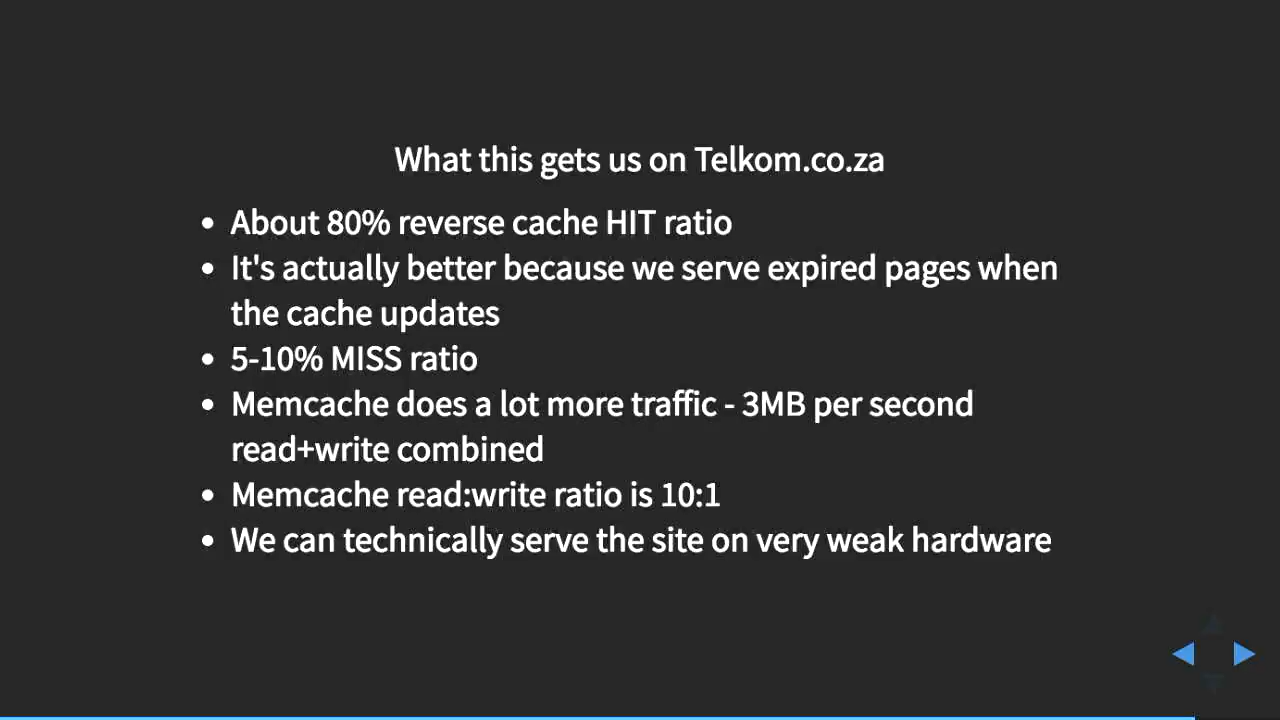 What this gets us on Telkom.co.za
• About 80% reverse cache HIT ratio
• It's actually better because we serve expired pages when
the cache updates
• 5-10% MISS ratio
• Memcache does a lot more traffic - 3MB per second
read+write combined
• Memcache read:write ratio is 10:1
• We can technically serve the site on very weak hardware